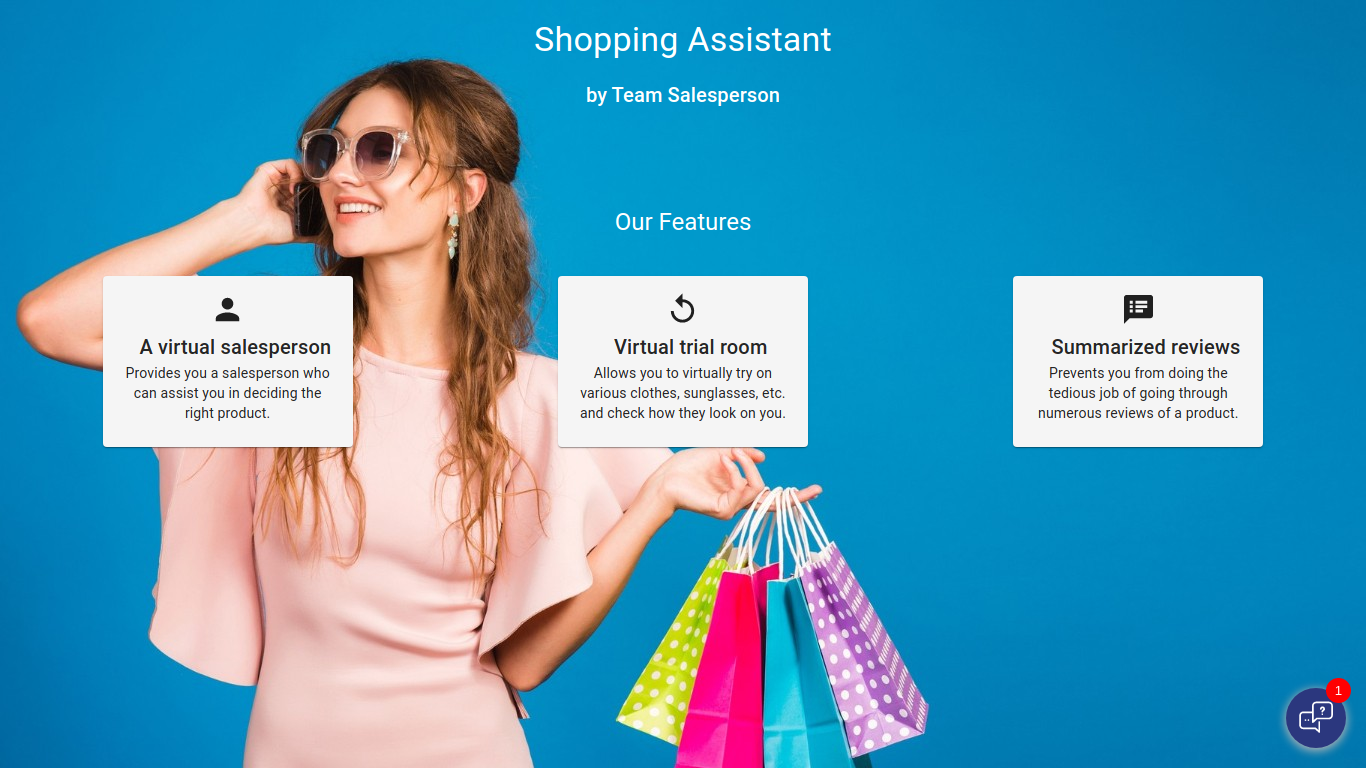 Shopping Assistant
by Team Salesperson
Our Features
A virtual salesperson
Provides you a salesperson who
can assist you in deciding the
right product.
Virtual trial room
Allows you to virtually try on
various clothes, sunglasses, etc.
and check how they look on you.
Summarized reviews
Prevents you from doing the
tedious job of going through
numerous reviews of a product.
1
?